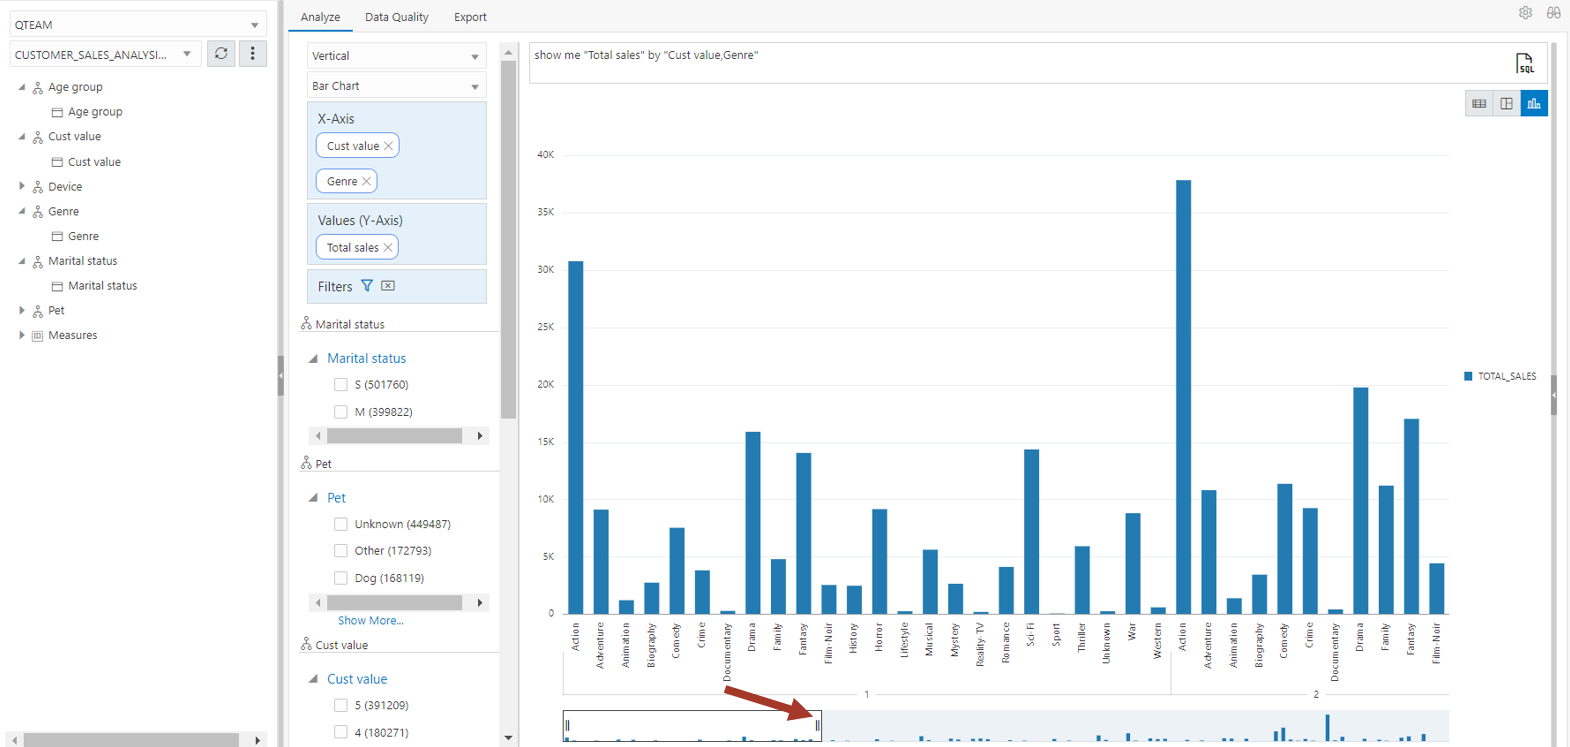 QTEAM
CUSTOMER_SALES_ANALYSI...
Age group
Age group
Cust value
Cust value
Device
Genre
Genre
Marital status
Marital status
Pet
Measures
Analyze
Data Quality
Export
Vertical
Bar Chart
X-Axis
Cust value
Genre
Values (Y-Axis)
Total sales
Filters
Marital status
Marital status
S (501760)
M (399822)
Pet
Pet
Unknown (449487)
Other (172793)
Dog (168119)
Show More...
Cust value
Cust value
5 (391209)
4 (180271)
show me "Total sales" by "Cust value,Genre"
SQL
40K
35K
30K
25K
20K
15K
10K
5K
0
Action
Adventure
Animation
Biography
Comedy
Crime
Documentary
Drama
Family
Fantasy
Film-Noir
History
Horror
Lifestyle
Musical
Mystery
Reality-TV
Romance
Sci-Fi
Sport
Thriller
Unknown
War
Western
Action
Adventure
Animation
Biography
Comedy
Crime
Documentary
Drama
Family
Fantasy
Film-Noir
1
2
TOTAL_SALES